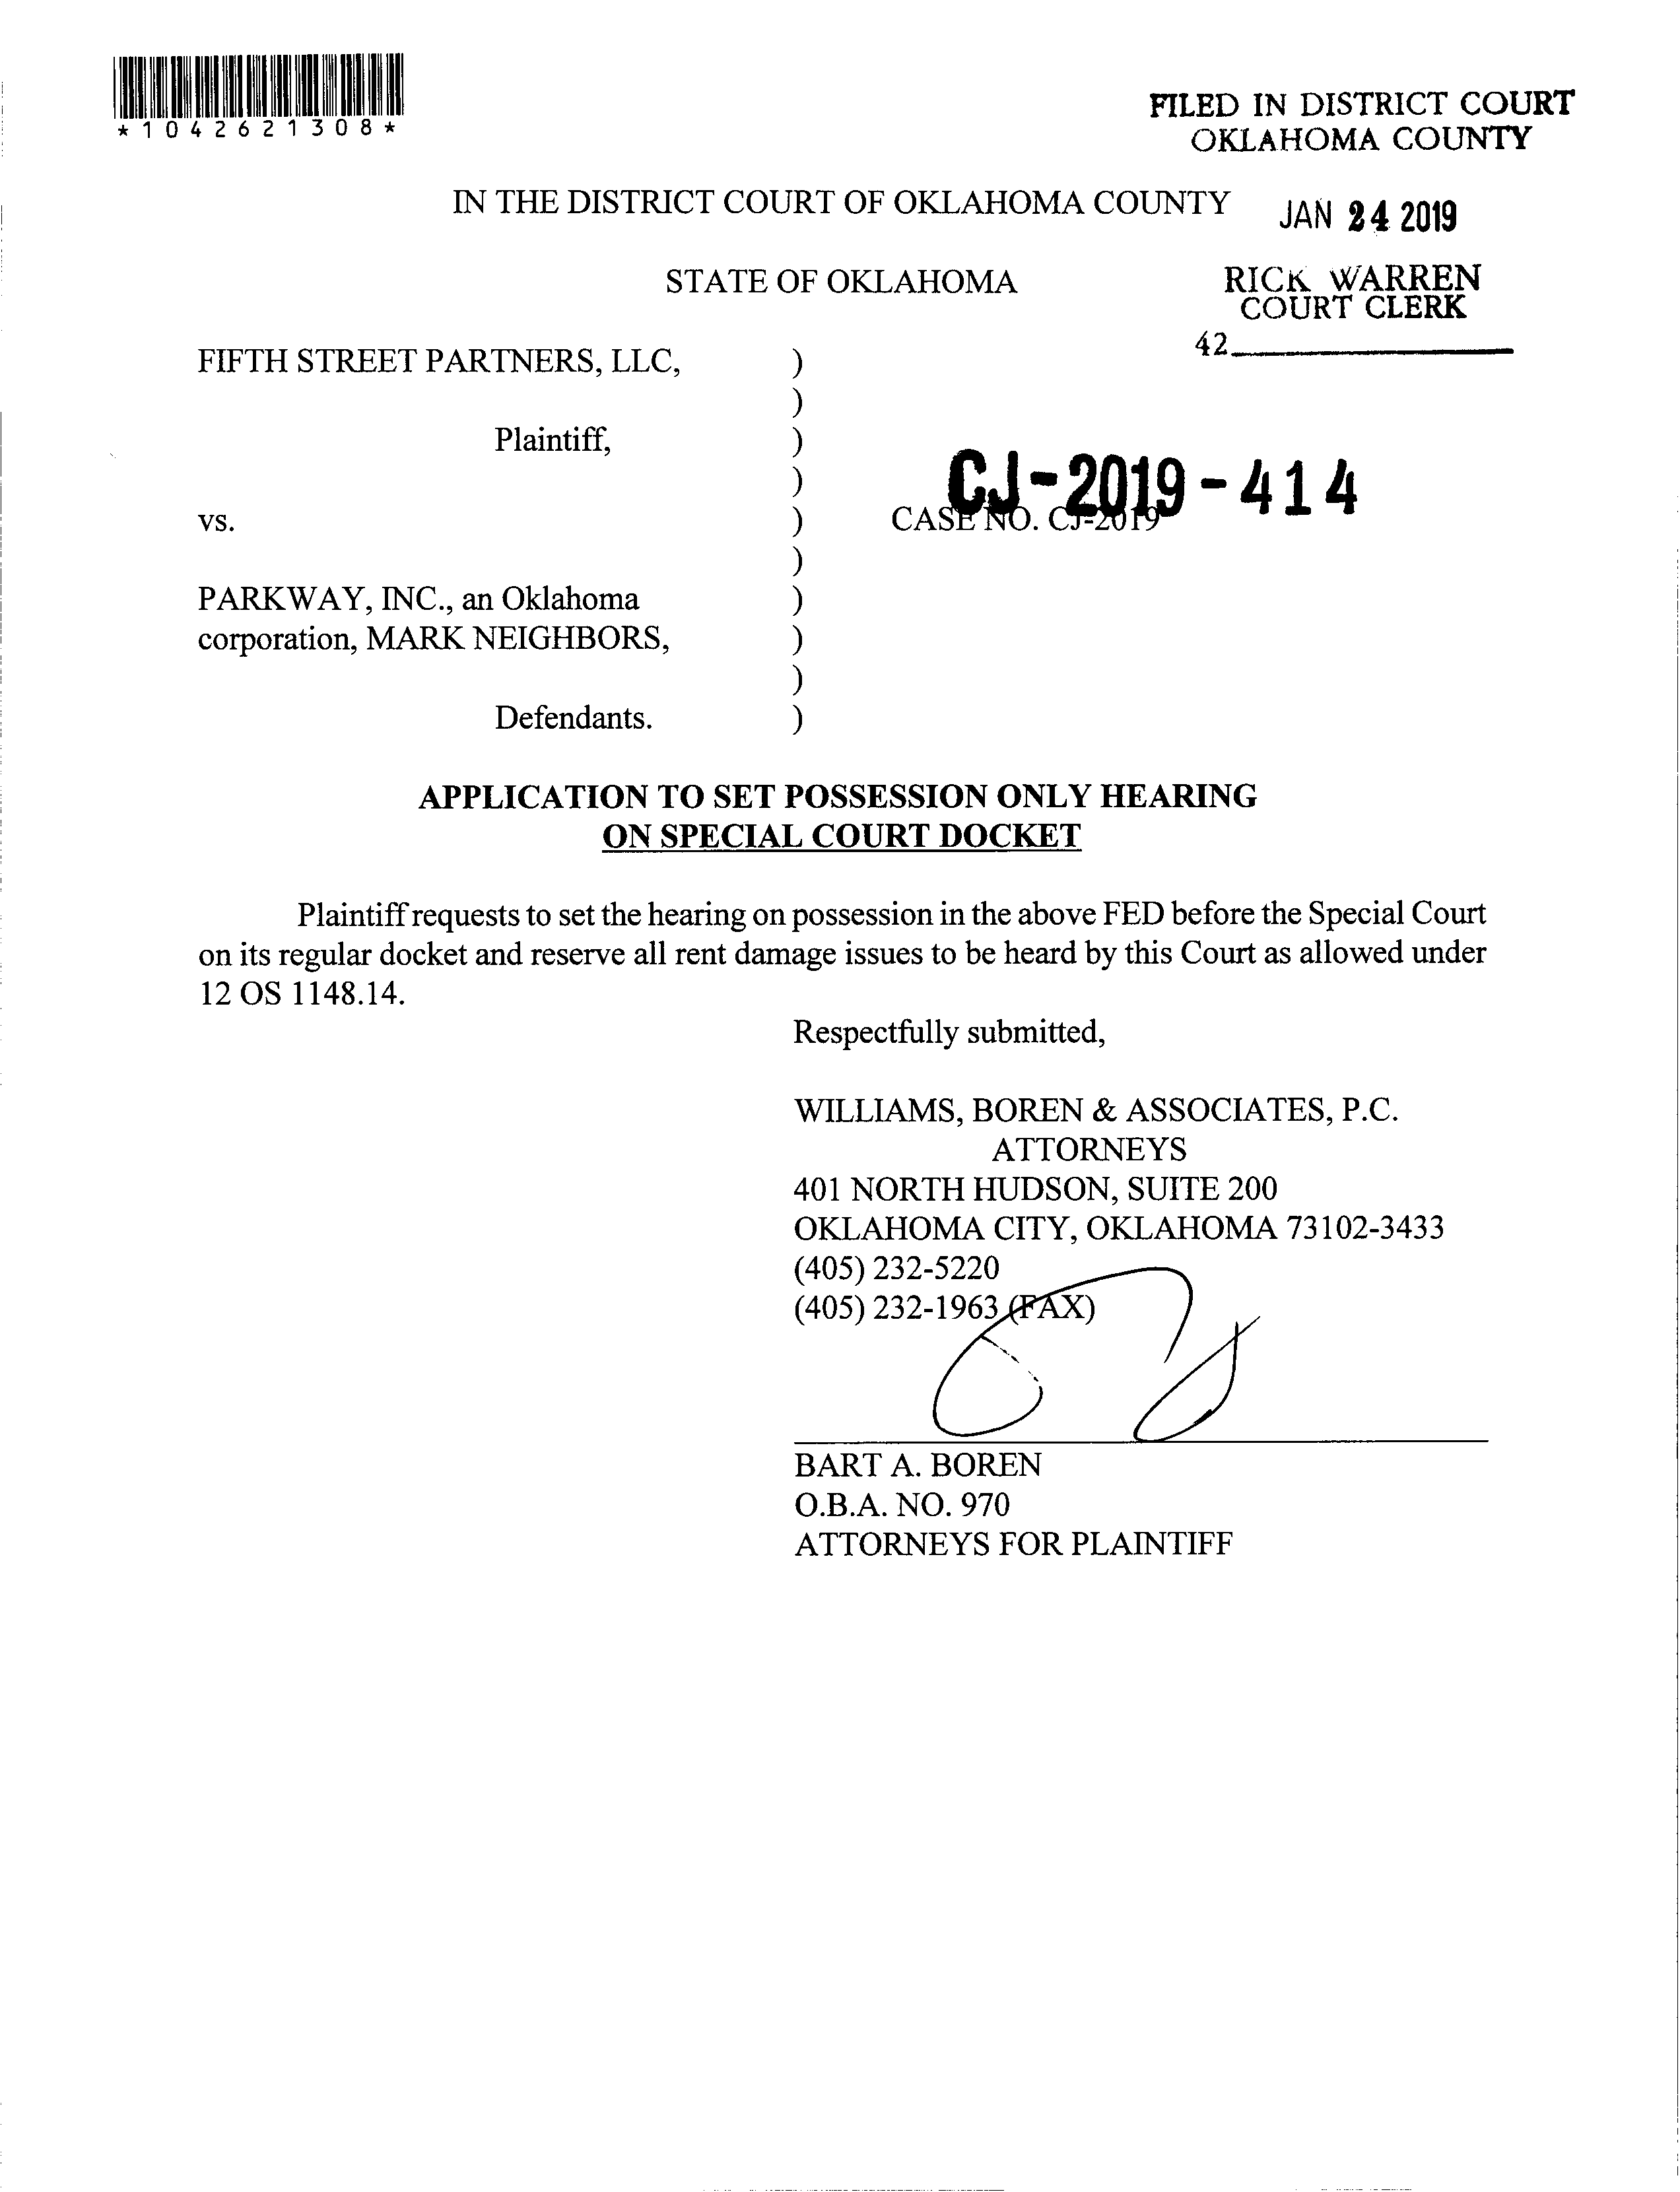 *1042621308*
FILED IN DISTRICT COURT
OKLAHOMA COUNTY
IN THE DISTRICT COURT OF OKLAHOMA COUNTY
JAN 24 2019
STATE OF OKLAHOMA
RICK WARREN
COURT CLERK
42
FIFTH STREET PARTNERS, LLC, )
)
Plaintiff, )
)
CJ-2019-414
vs. ) CASE NO. CJ-2019
)
PARKWAY, INC., an Oklahoma )
corporation, MARK NEIGHBORS, )
)
Defendants. )
APPLICATION TO SET POSSESSION ONLY HEARING
ON SPECIAL COURT DOCKET
Plaintiff requests to set the hearing on possession in the above FED before the Special Court
on its regular docket and reserve all rent damage issues to be heard by this Court as allowed under
12 OS 1148.14.
Respectfully submitted,
WILLIAMS, BOREN & ASSOCIATES, P.C.
ATTORNEYS
401 NORTH HUDSON, SUITE 200
OKLAHOMA CITY, OKLAHOMA 73102-3433
(405) 232-5220
(405) 232-1963 (FAX)
BART A. BOREN
O.B.A. NO. 970
ATTORNEYS FOR PLAINTIFF